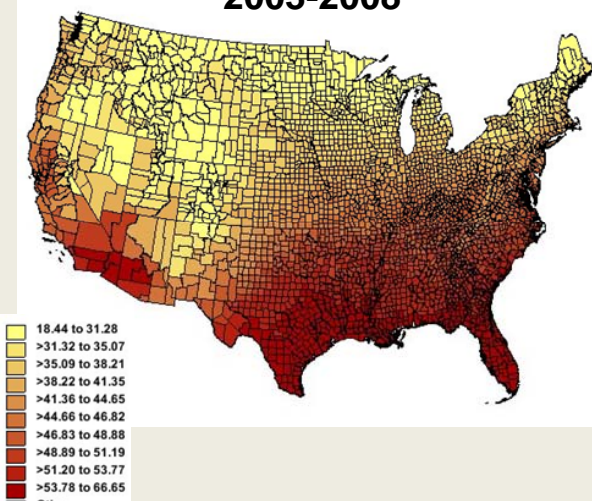 2003-2008
18.44 to 31.28
>31.32 to 35.07
>35.09 to 38.21
>38.22 to 41.35
>41.36 to 44.65
>44.66 to 46.82
>46.83 to 48.88
>48.89 to 51.19
>51.20 to 53.77
>53.78 to 66.65